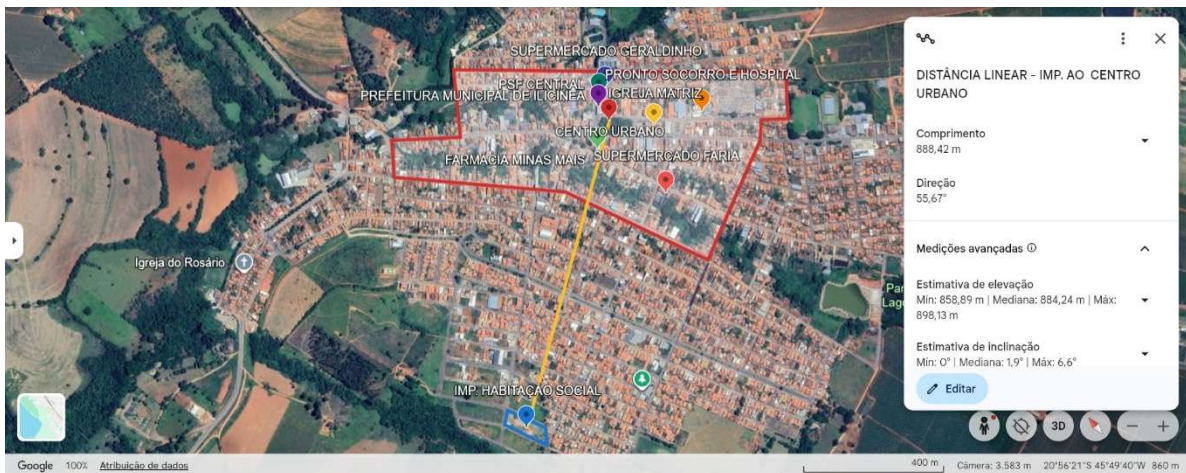 SUPERMERCADO GERALDINHO
PRONTO SOCORRO E HOSPITAL
PSF CENTRAL
PREFEITURA MUNICIPAL DE ILICÍNEA
IGREJA MATRIZ
CENTRO URBANO
FARMACIA MINAS MAIS
SUPERMERCADO FARIA
Igreja do Rosário
IMP. HABITAÇÃO SOCIAL
DISTÂNCIA LINEAR - IMP. AO CENTRO
URBANO
Comprimento
888,42 m
Direção
55,67°
Medições avançadas
Estimativa de elevação
Mín: 858,89 m | Mediana: 884,24 m | Máx:
898,13 m
Estimativa de inclinação
Mín: 0° | Mediana: 1,9° | Máx: 6,6°
Editar
3D
Google 100% Atribuição de dados
400 m Câmera: 3.583 m 20°56'21"S 45°49'40"W 860 m